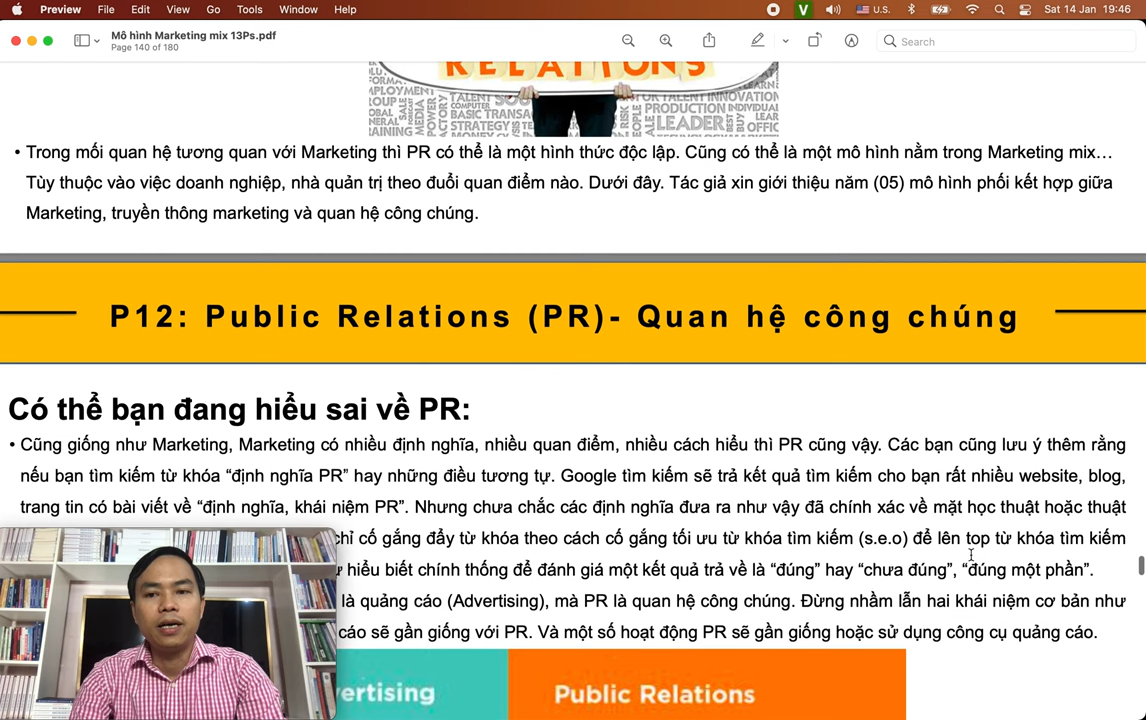 Preview File Edit View Go Tools Window Help V U.S. Sat 14 Jan 19:46
Mô hình Marketing mix 13Ps.pdf
Page 140 of 180
Search
RELATIONS
TALENT
COMPUTER
BASIC TRANSA
STRATEGY
MEDIA
POWER
SALE
RISK
TALENT INNOVATION
PRODUCTION
INDIVIDUAL
LEADER
BEST
BUY
• Trong mối quan hệ tương quan với Marketing thì PR có thể là một hình thức độc lập. Cũng có thể là một mô hình nằm trong Marketing mix…
Tùy thuộc vào việc doanh nghiệp, nhà quản trị theo đuổi quan điểm nào. Dưới đây. Tác giả xin giới thiệu năm (05) mô hình phối kết hợp giữa
Marketing, truyền thông marketing và quan hệ công chúng.
P12: Public Relations (PR)- Quan hệ công chúng
Có thể bạn đang hiểu sai về PR:
• Cũng giống như Marketing, Marketing có nhiều định nghĩa, nhiều quan điểm, nhiều cách hiểu thì PR cũng vậy. Các bạn cũng lưu ý thêm rằng
nếu bạn tìm kiếm từ khóa “định nghĩa PR” hay những điều tương tự. Google tìm kiếm sẽ trả kết quả tìm kiếm cho bạn rất nhiều website, blog,
trang tin có bài viết về “định nghĩa, khái niệm PR”. Nhưng chưa chắc các định nghĩa đưa ra như vậy đã chính xác về mặt học thuật hoặc thuật
chỉ cố gắng đẩy từ khóa theo cách cố gắng tối ưu từ khóa tìm kiếm (s.e.o) để lên top từ khóa tìm kiếm
hiểu biết chính thống để đánh giá một kết quả trả về là “đúng” hay “chưa đúng”, “đúng một phần”.
là quảng cáo (Advertising), mà PR là quan hệ công chúng. Đừng nhầm lẫn hai khái niệm cơ bản như
cáo sẽ gần giống với PR. Và một số hoạt động PR sẽ gần giống hoặc sử dụng công cụ quảng cáo.
ertising Public Relations